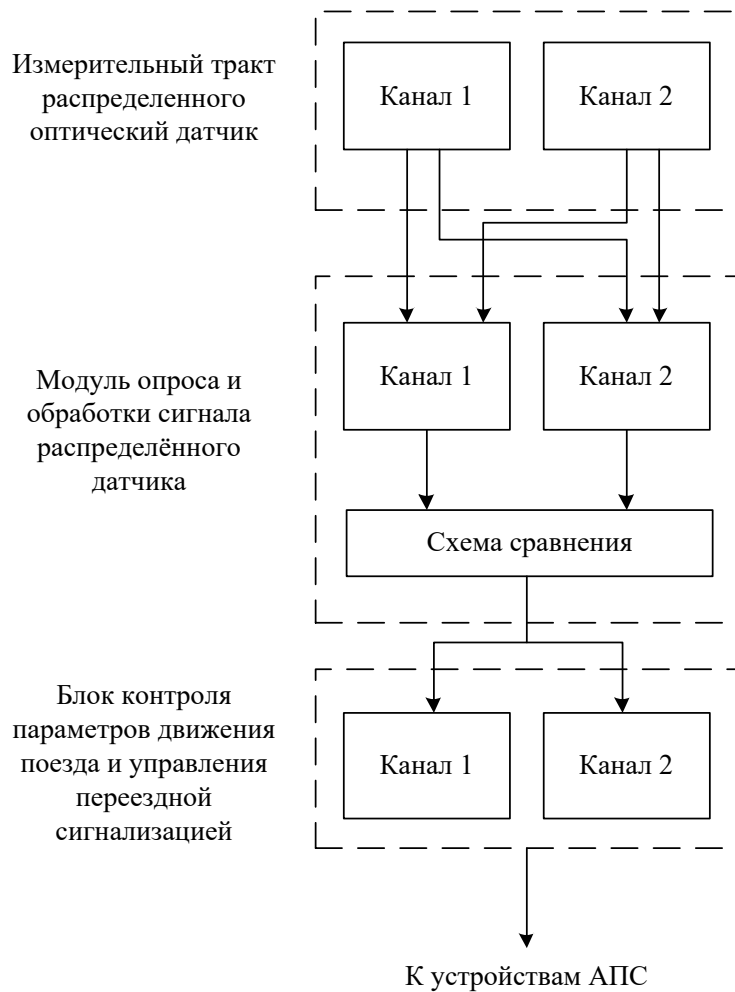 Измерительный тракт
распределенного
оптический датчик
Канал 1
Канал 2
Модуль опроса и
обработки сигнала
распределённого
датчика
Канал 1
Канал 2
Схема сравнения
Блок контроля
параметров движения
поезда и управления
переездной
сигнализацией
Канал 1
Канал 2
К устройствам АПС